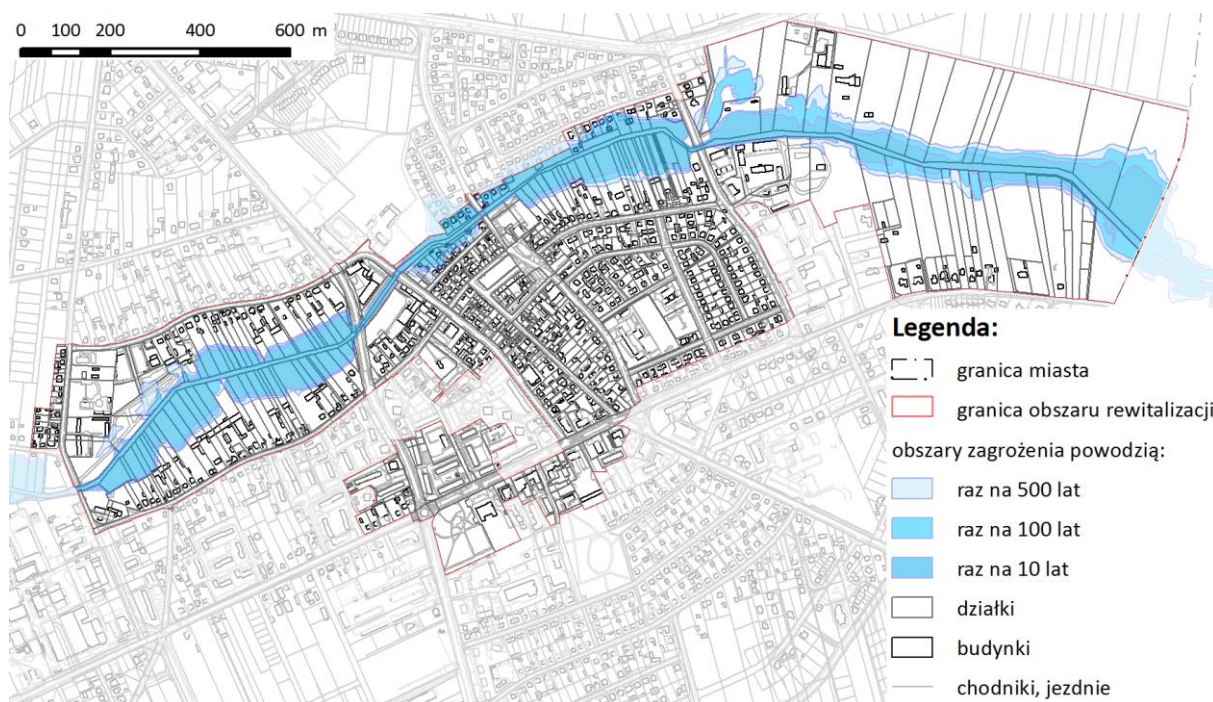 0 100 200 400 600 m
Legenda:
granica miasta
granica obszaru rewitalizacji
obszary zagrożenia powodzią:
raz na 500 lat
raz na 100 lat
raz na 10 lat
działki
budynki
chodniki, jezdnie